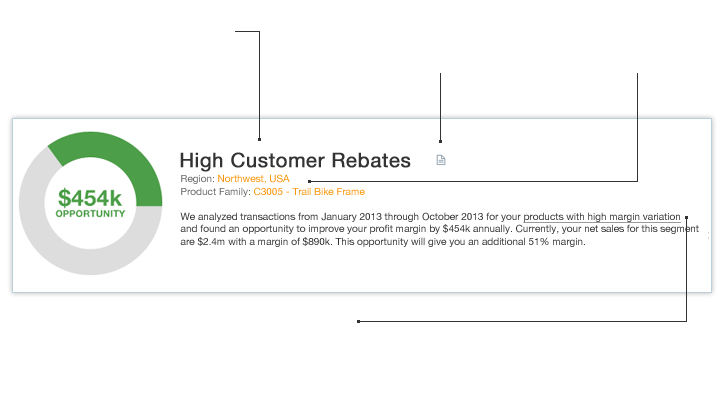 $454k
OPPORTUNITY
High Customer Rebates
Region: Northwest, USA
Product Family: C3005 - Trail Bike Frame
We analyzed transactions from January 2013 through October 2013 for your products with high margin variation
and found an opportunity to improve your profit margin by $454k annually. Currently, your net sales for this segment
are $2.4m with a margin of $890k. This opportunity will give you an additional 51% margin.